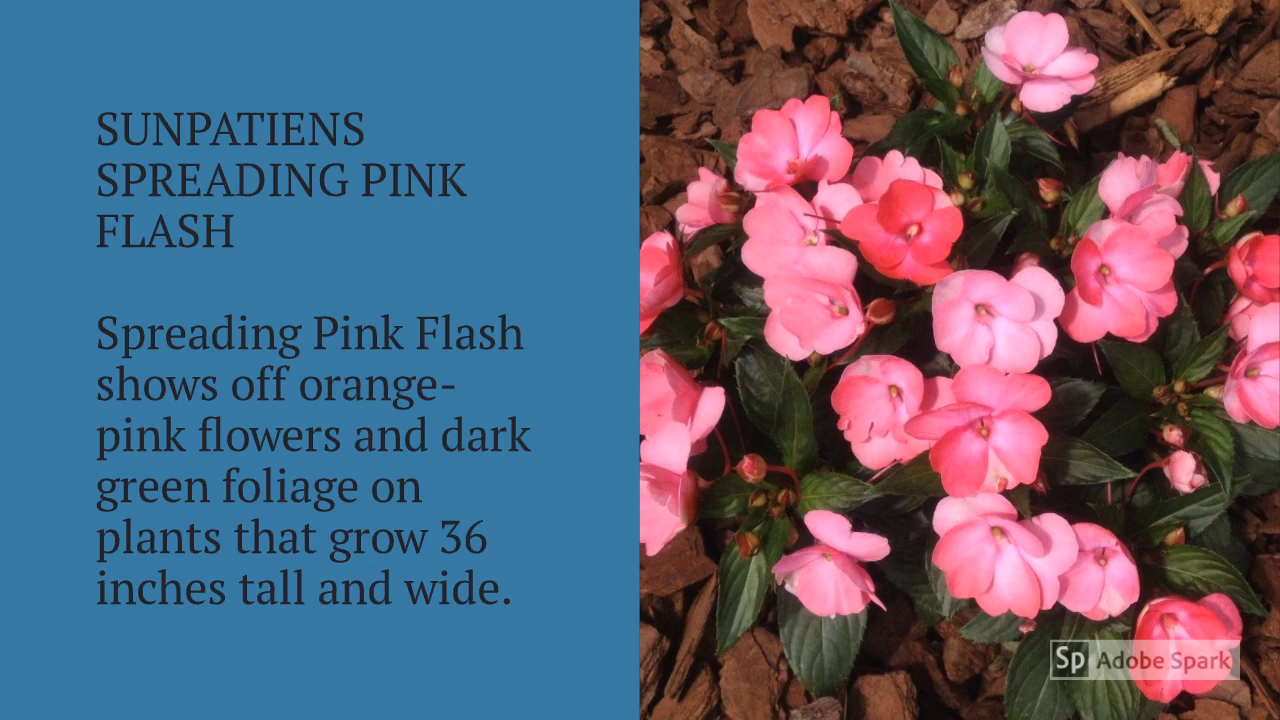 SUNPATIENS
SPREADING PINK
FLASH
Spreading Pink Flash
shows off orange-
pink flowers and dark
green foliage on
plants that grow 36
inches tall and wide.
Sp Adobe Spark